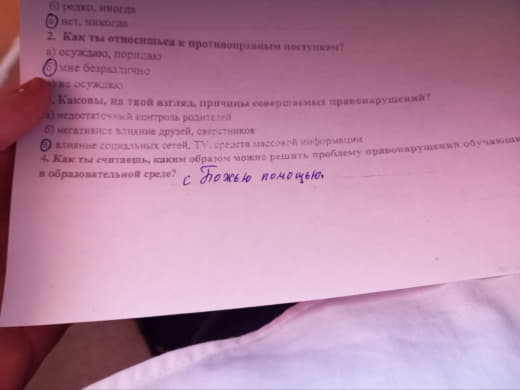 б) редко, иногда
в) нет, никогда
2. Как ты относишься к противоправным поступкам?
а) осуждаю, порицаю
б) мне безразлично
в) не осуждаю
3. Каковы, на твой взгляд, причины совершаемых правонарушений?
а) недостаточный контроль родителей
б) негативное влияние друзей, сверстников
в) влияние социальных сетей, TV, средств массовой информации
4. Как ты считаешь, каким образом можно решить проблему правонарушений обучающих
в образовательной среде? с Божью помощью.